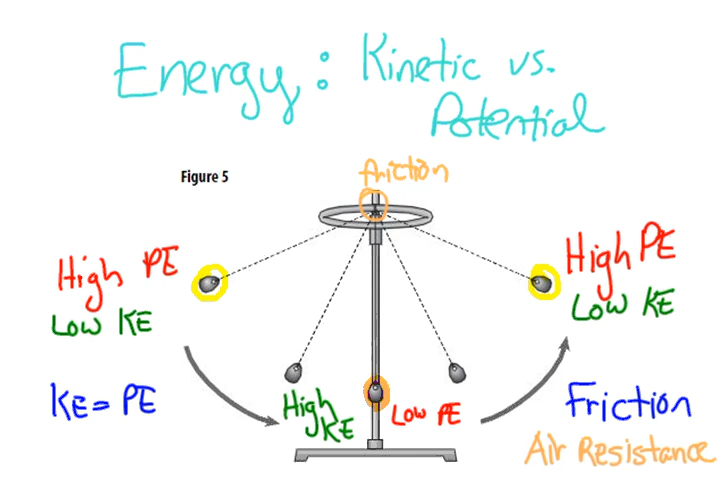 Energy: Kinetic vs.
Potential
friction
Figure 5
High PE
Low KE
High PE
Low KE
KE = PE
High
KE
Low PE
Friction
Air Resistance